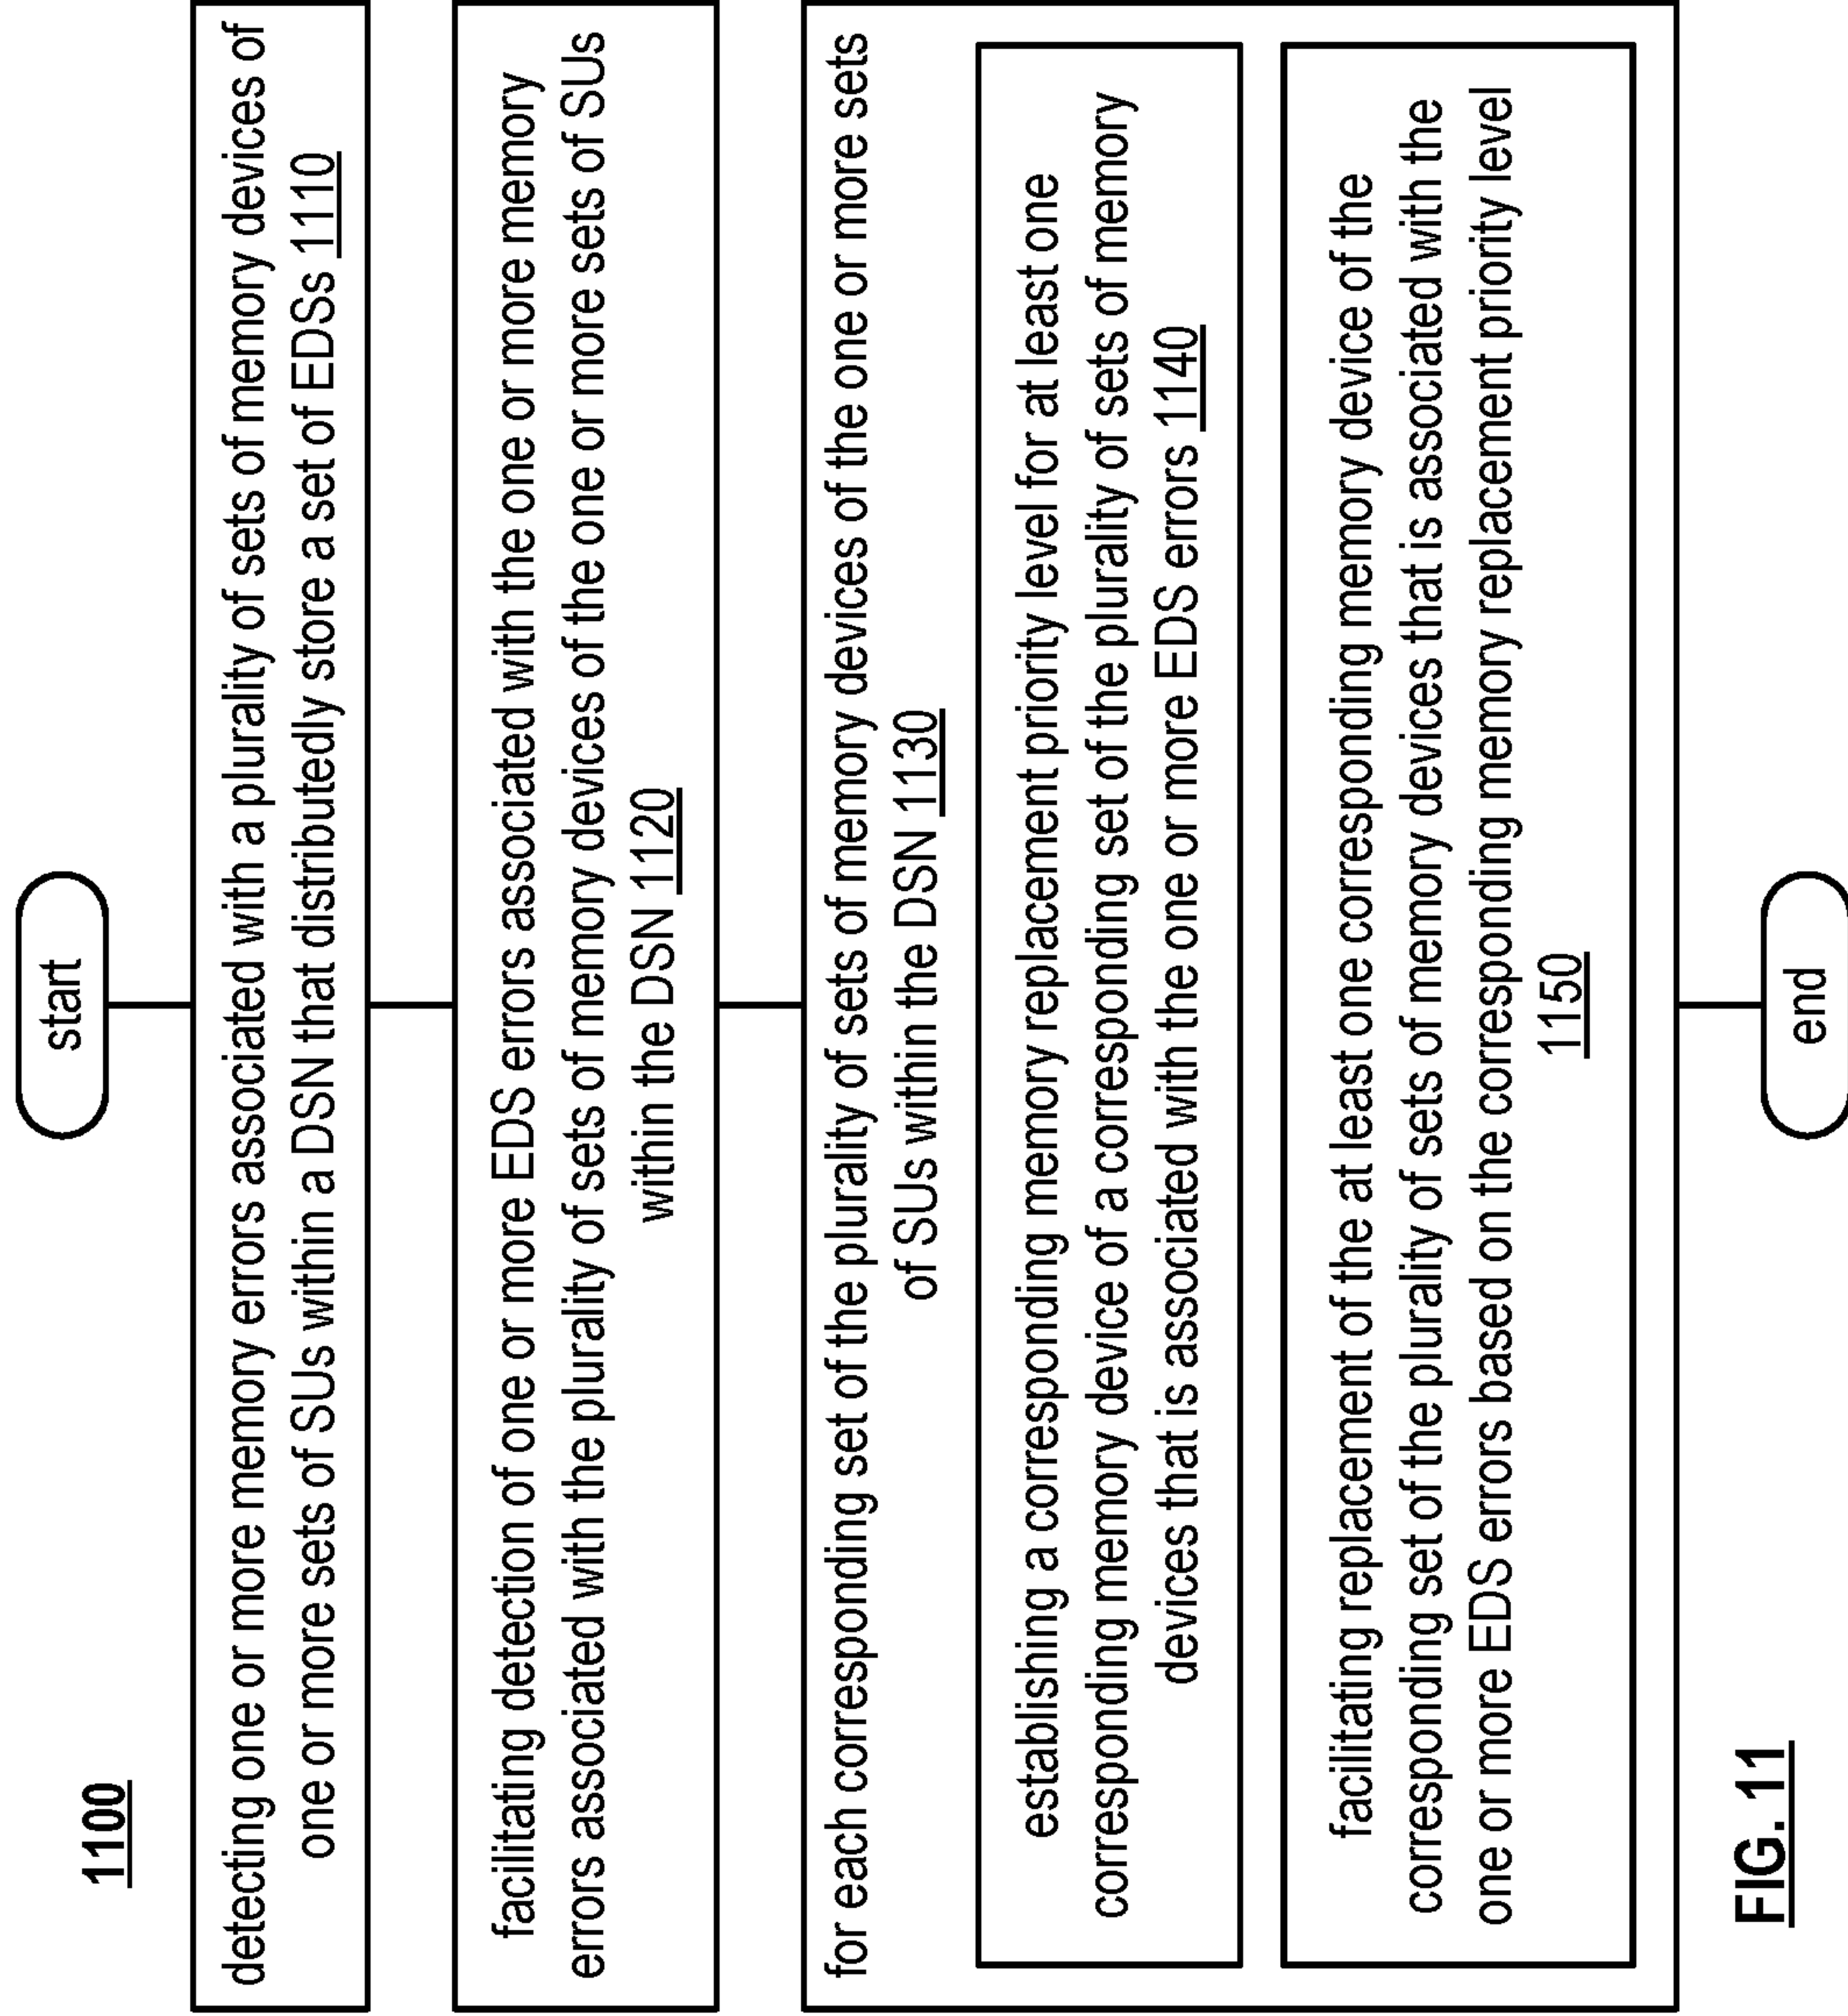 1100
start
detecting one or more memory errors associated with a plurality of sets of memory devices of
one or more sets of SUs within a DSN that distributedly store a set of EDSs 1110
facilitating detection of one or more EDS errors associated with the one or more memory
errors associated with the plurality of sets of memory devices of the one or more sets of SUs
within the DSN 1120
for each corresponding set of the plurality of sets of memory devices of the one or more sets
of SUs within the DSN 1130
establishing a corresponding memory replacement priority level for at least one
corresponding memory device of a corresponding set of the plurality of sets of memory
devices that is associated with the one or more EDS errors 1140
facilitating replacement of the at least one corresponding memory device of the
corresponding set of the plurality of sets of memory devices that is associated with the
one or more EDS errors based on the corresponding memory replacement priority level
1150
end
FIG. 11